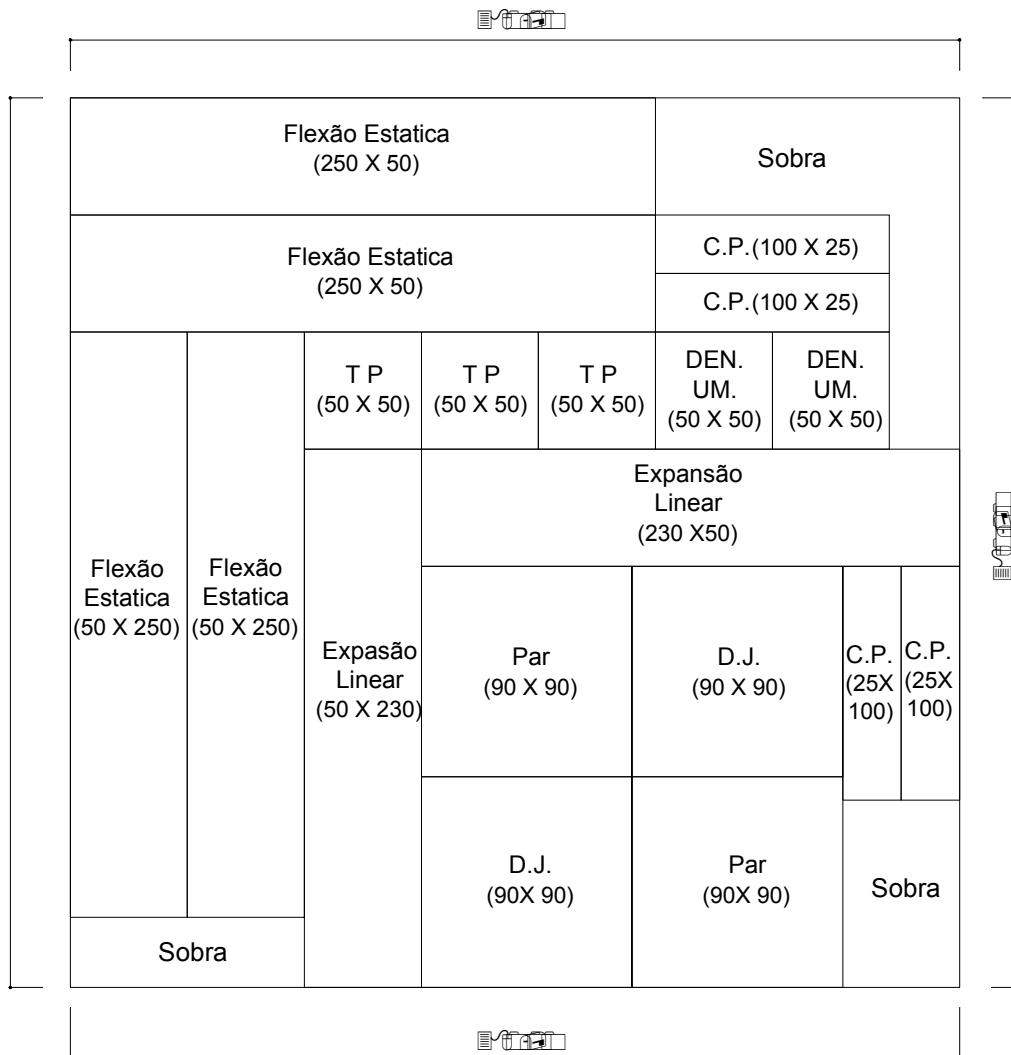 Flexão Estatica
(250 X 50)
Sobra
Flexão Estatica
(250 X 50)
C.P.(100 X 25)
C.P.(100 X 25)
T P
(50 X 50)
T P
(50 X 50)
T P
(50 X 50)
DEN.
UM.
(50 X 50)
DEN.
UM.
(50 X 50)
Expansão
Linear
(230 X50)
Flexão
Estatica
(50 X 250)
Flexão
Estatica
(50 X 250)
Expasão
Linear
(50 X 230)
Par
(90 X 90)
D.J.
(90 X 90)
C.P.
(25X
100)
C.P.
(25X
100)
D.J.
(90X 90)
Par
(90X 90)
Sobra
Sobra